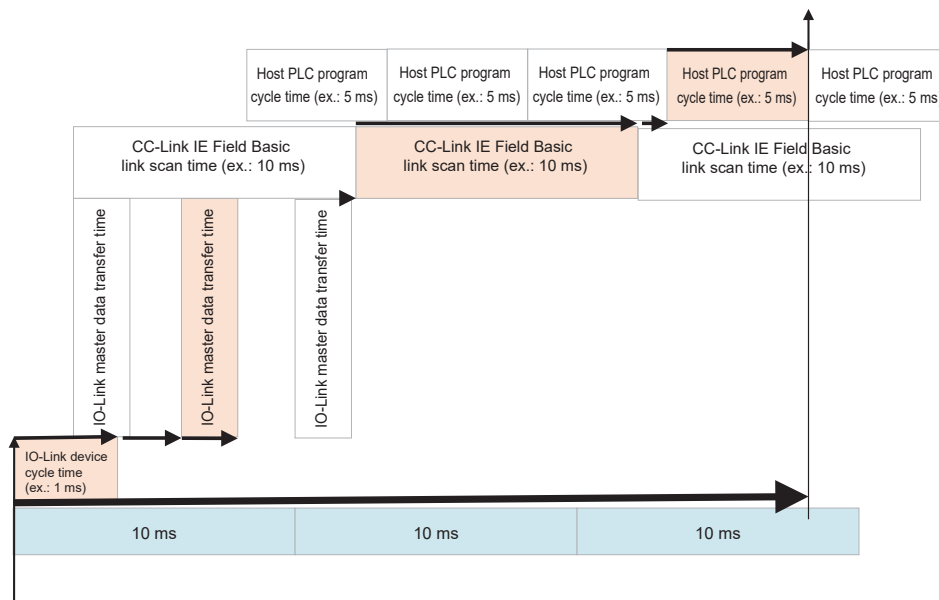 Host PLC program
cycle time (ex.: 5 ms)
Host PLC program
cycle time (ex.: 5 ms)
Host PLC program
cycle time (ex.: 5 ms)
Host PLC program
cycle time (ex.: 5 ms)
Host PLC program
cycle time (ex.: 5 ms)
CC-Link IE Field Basic
link scan time (ex.: 10 ms)
CC-Link IE Field Basic
link scan time (ex.: 10 ms)
CC-Link IE Field Basic
link scan time (ex.: 10 ms)
IO-Link master data transfer time
IO-Link master data transfer time
IO-Link master data transfer time
IO-Link device
cycle time
(ex.: 1 ms)
10 ms
10 ms
10 ms